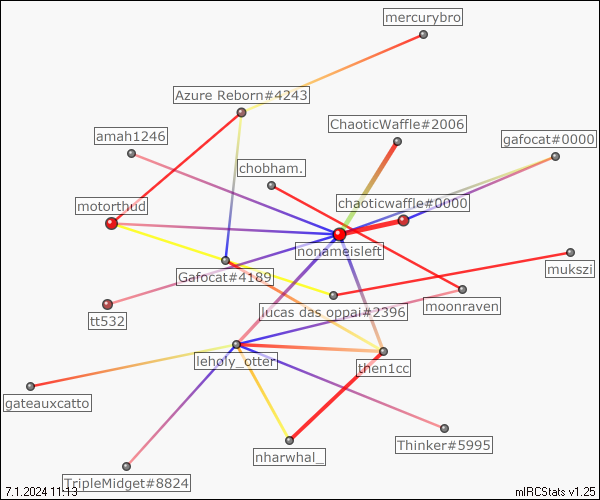 mercurybro
Azure Reborn#4243
ChaoticWaffle#2006
amah1246
gafocat#0000
chobham.
chaoticwaffle#0000
motorthud
nonameisleft
mukszi
Gafocat#4189
moonraven
lucas das oppai#2396
tt532
leholy_otter
then1cc
gateauxcatto
Thinker#5995
nharwhal_
TripleMidget#8824
7.1.2024 11:13
mIRCStats v1.25